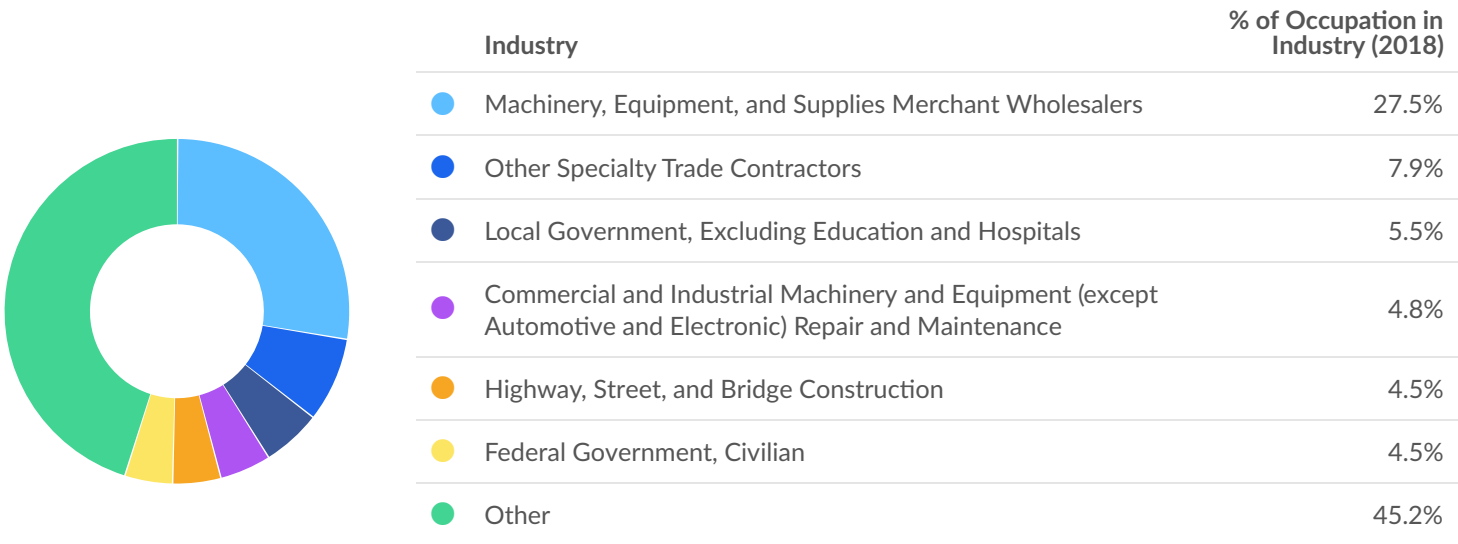 Industry
% of Occupation in
Industry (2018)
Machinery, Equipment, and Supplies Merchant Wholesalers
27.5%
Other Specialty Trade Contractors
7.9%
Local Government, Excluding Education and Hospitals
5.5%
Commercial and Industrial Machinery and Equipment (except
Automotive and Electronic) Repair and Maintenance
4.8%
Highway, Street, and Bridge Construction
4.5%
Federal Government, Civilian
4.5%
Other
45.2%